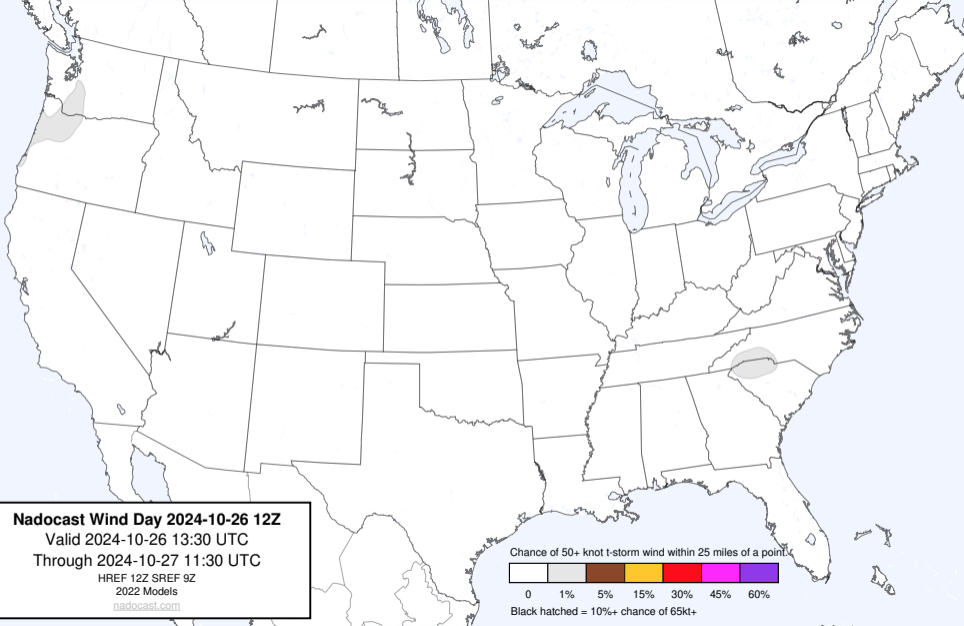 Nadocast Wind Day 2024-10-26 12Z
Valid 2024-10-26 13:30 UTC
Through 2024-10-27 11:30 UTC
HREF 12Z SREF 9Z
2022 Models
nadocast.com
Chance of 50+ knot t-storm wind within 25 miles of a point.
0 1% 5% 15% 30% 45% 60%
Black hatched = 10%+ chance of 65kt+